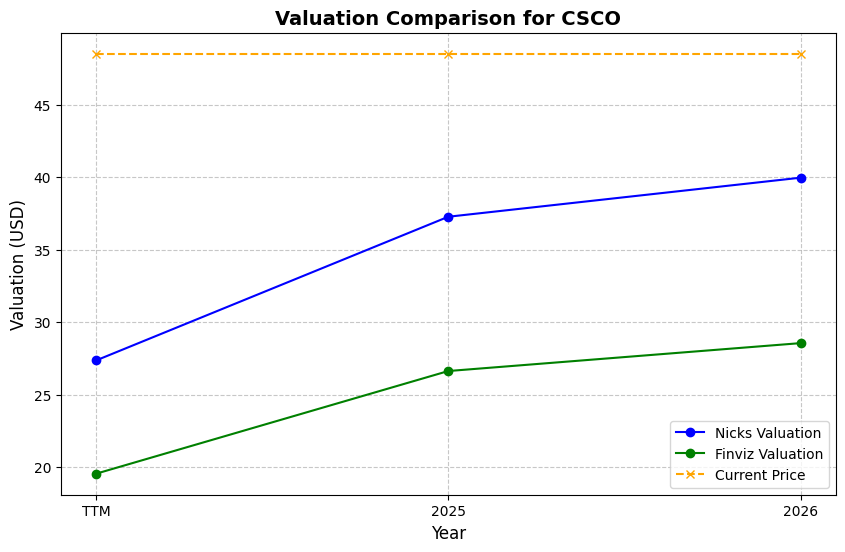 Valuation Comparison for CSCO
Valuation (USD)
45
40
35
30
25
20
Nicks Valuation
Finviz Valuation
Current Price
TTM
2025
2026
Year